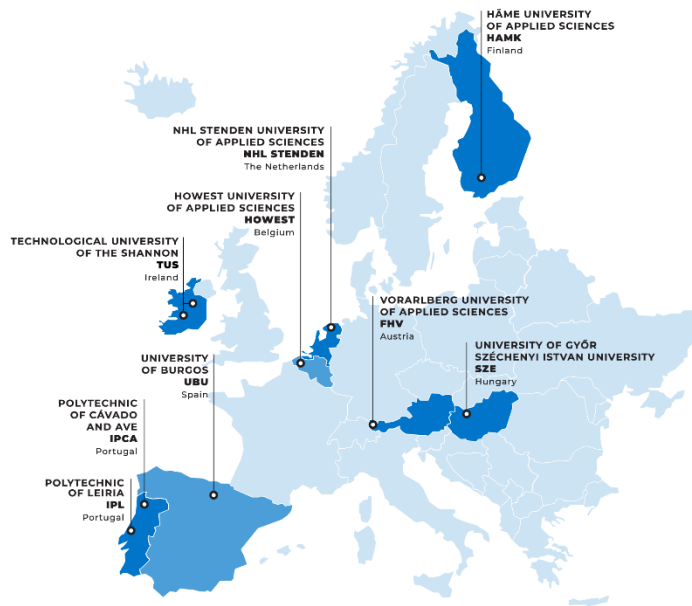 HÄME UNIVERSITY
OF APPLIED SCIENCES
HAMK
Finland
NHL STENDEN UNIVERSITY
OF APPLIED SCIENCES
NHL STENDEN
The Netherlands
HOWEST UNIVERSITY
OF APPLIED SCIENCES
HOWEST
Belgium
TECHNOLOGICAL UNIVERSITY
OF THE SHANNON
TUS
Ireland
VORARLBERG UNIVERSITY
OF APPLIED SCIENCES
FHV
Austria
UNIVERSITY OF GYŐR
SZÉCHENYI ISTVAN UNIVERSITY
SZE
Hungary
UNIVERSITY
OF BURGOS
UBU
Spain
POLYTECHNIC
OF CÁVADO
AND AVE
IPCA
Portugal
POLYTECHNIC
OF LEIRIA
IPL
Portugal